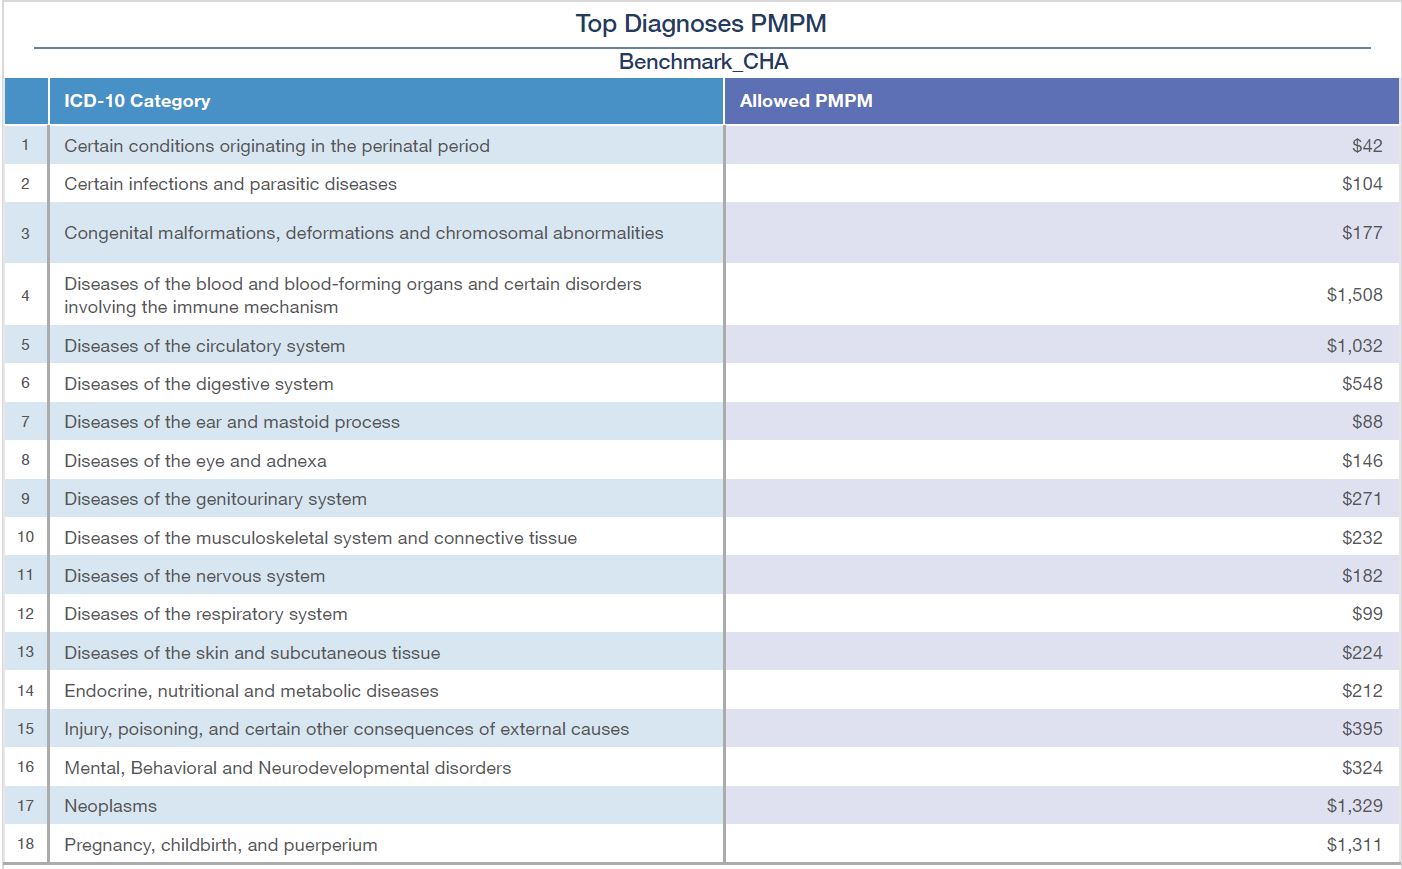 Top Diagnoses PMPM
Benchmark_CHA
ICD-10 Category Allowed PMPM
1 Certain conditions originating in the perinatal period $42
2 Certain infections and parasitic diseases $104
3 Congenital malformations, deformations and chromosomal abnormalities $177
4 Diseases of the blood and blood-forming organs and certain disorders
involving the immune mechanism $1,508
5 Diseases of the circulatory system $1,032
6 Diseases of the digestive system $548
7 Diseases of the ear and mastoid process $88
8 Diseases of the eye and adnexa $146
9 Diseases of the genitourinary system $271
10 Diseases of the musculoskeletal system and connective tissue $232
11 Diseases of the nervous system $182
12 Diseases of the respiratory system $99
13 Diseases of the skin and subcutaneous tissue $224
14 Endocrine, nutritional and metabolic diseases $212
15 Injury, poisoning, and certain other consequences of external causes $395
16 Mental, Behavioral and Neurodevelopmental disorders $324
17 Neoplasms $1,329
18 Pregnancy, childbirth, and puerperium $1,311